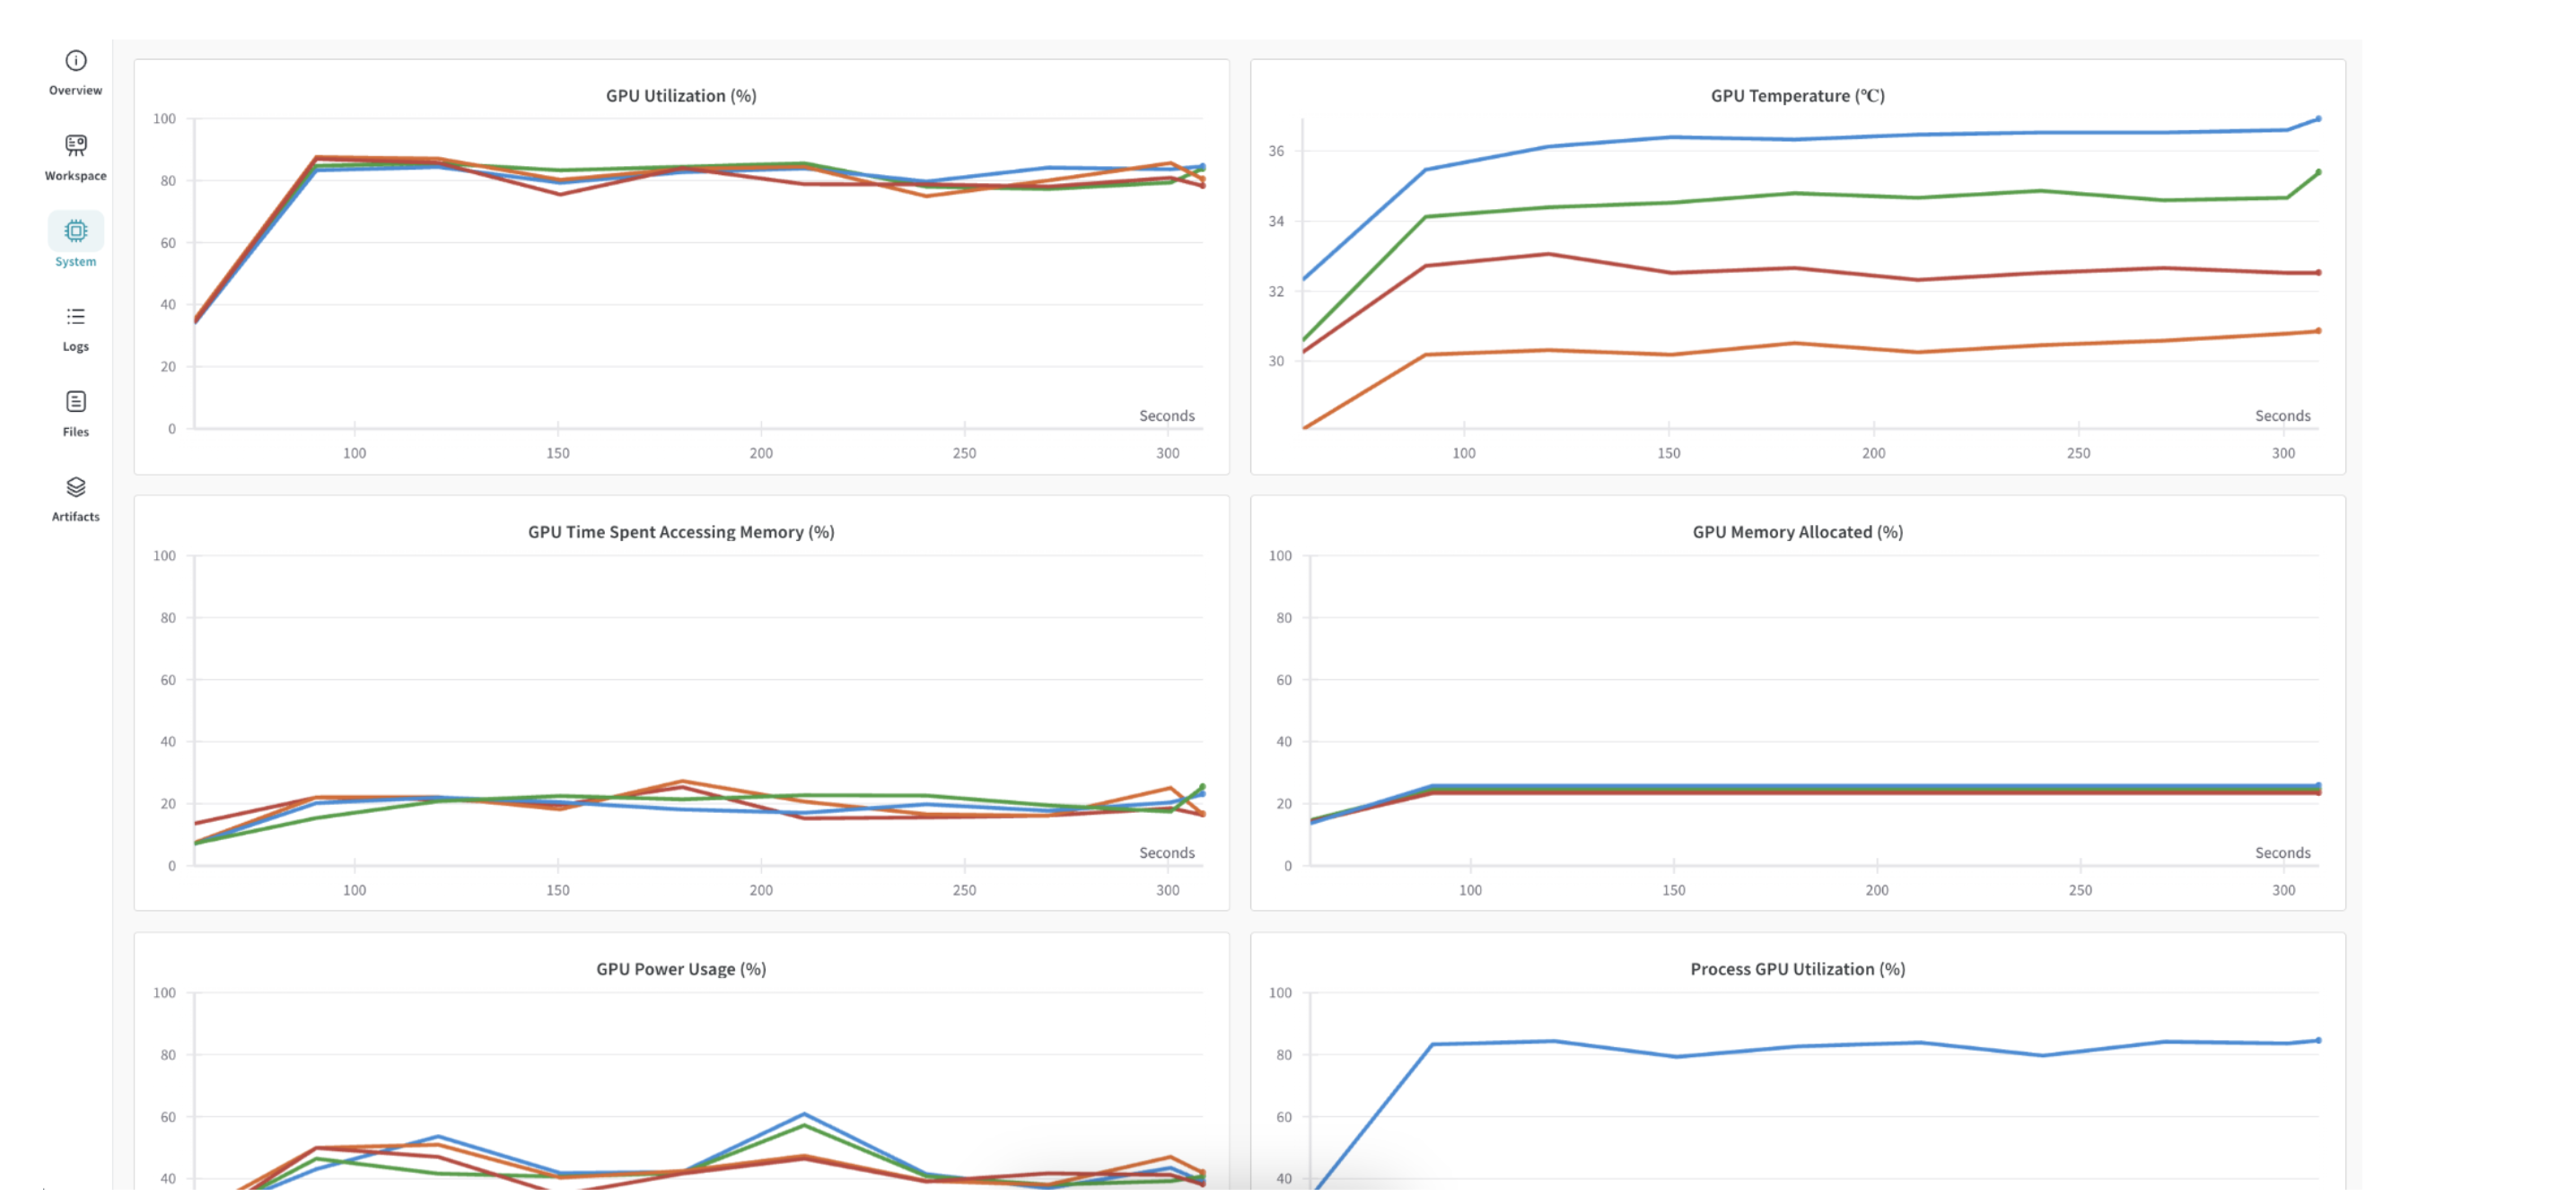 Overview
Workspace
System
Logs
Files
Artifacts
GPU Utilization (%)
100
80
60
40
20
0
Seconds
100 150 200 250 300
GPU Temperature (℃)
36
34
32
30
Seconds
100 150 200 250 300
GPU Time Spent Accessing Memory (%)
100
80
60
40
20
0
Seconds
100 150 200 250 300
GPU Memory Allocated (%)
100
80
60
40
20
0
Seconds
100 150 200 250 300
GPU Power Usage (%)
100
80
60
40
Process GPU Utilization (%)
100
80
60
40